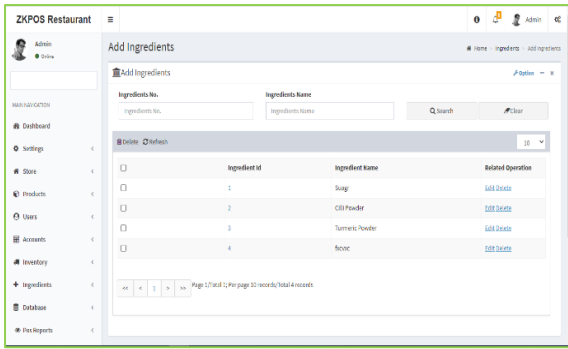 ZKPOS Restaurant
Admin
Admin
Online
Add Ingredients
Home > Ingredients > Add Ingredients
Add Ingredients
Option
Ingredients No.
Ingredients Name
Ingredients No.
Ingredients Name
Search
Clear
MAIN NAVIGATION
Dashboard
Settings
Store
Products
Users
Accounts
Inventory
Ingredients
Database
Pos Reports
Delete Refresh
10
Ingredient Id
Ingredient Name
Related Operation
1
Suagr
Edit Delete
2
Edit Delete
3
Turmeric Powder
Edit Delete
4
Edit Delete
<< < 1 > >> Page 1/Total 1; Per page 10 records/Total 4 records